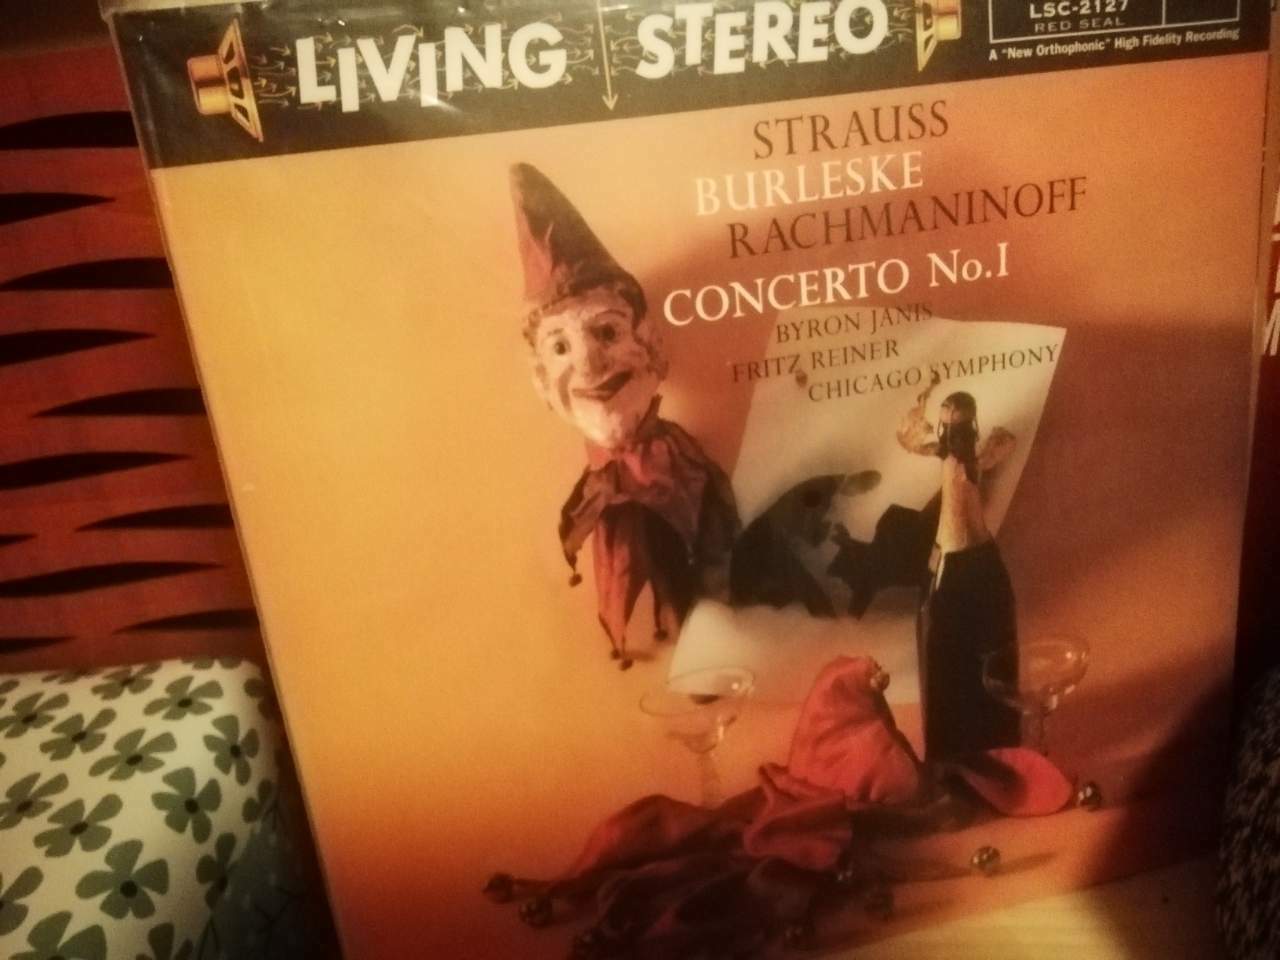 LIVING STEREO
LSC-2127
RED SEAL
A "New Orthophonic" High Fidelity Recording
STRAUSS
BURLESKE
RACHMANINOFF
CONCERTO No.I
BYRON JANIS
FRITZ REINER
CHICAGO SYMPHONY